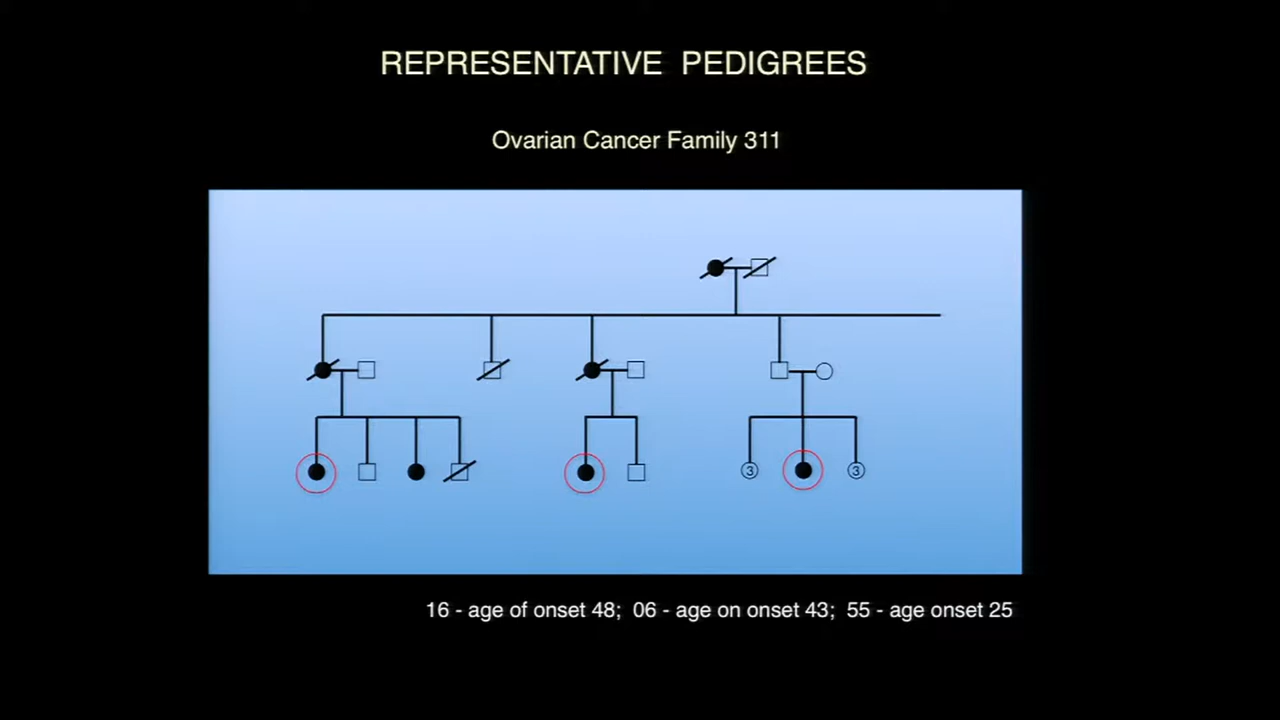 REPRESENTATIVE PEDIGREES
Ovarian Cancer Family 311
3 3
16 - age of onset 48; 06 - age on onset 43; 55 - age onset 25